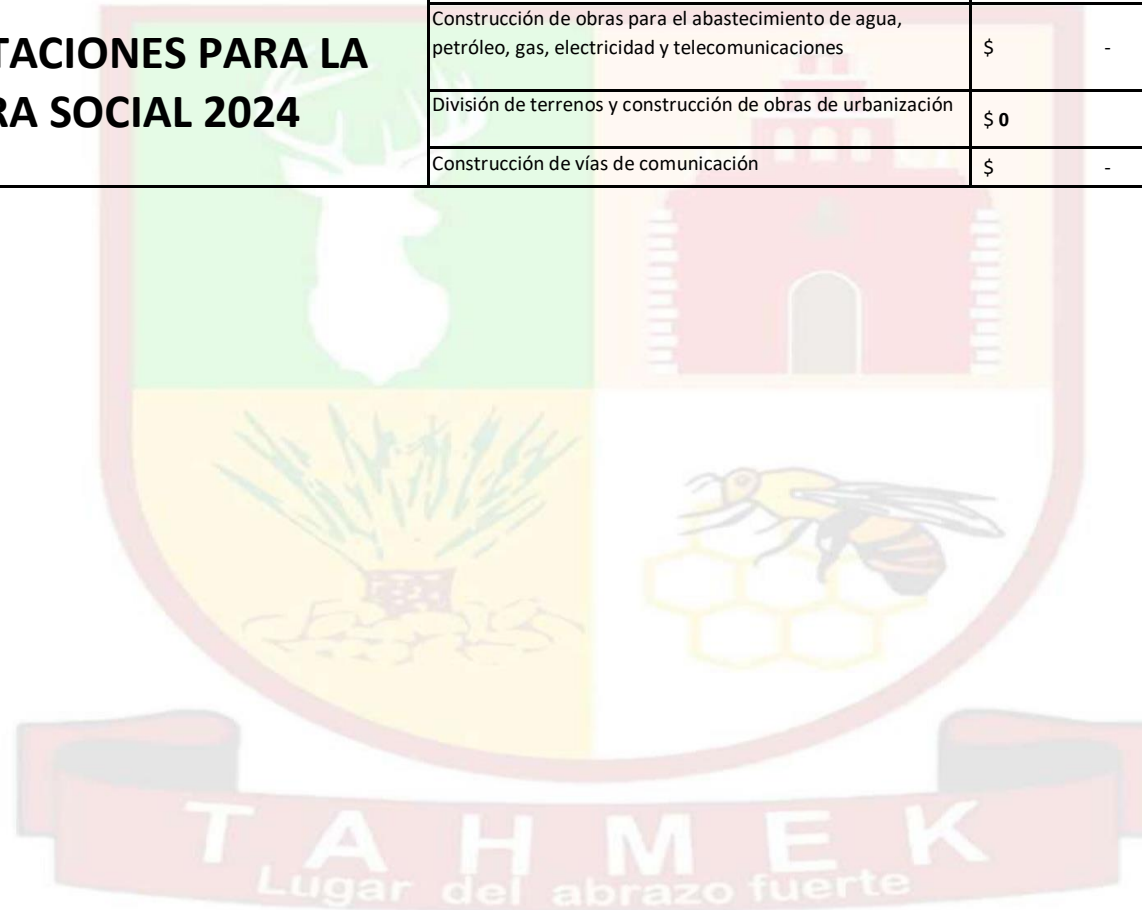 TACIONES PARA LA
RA SOCIAL 2024
Construcción de obras para el abastecimiento de agua,
petróleo, gas, electricidad y telecomunicaciones
$ -
División de terrenos y construcción de obras de urbanización
$ 0
Construcción de vías de comunicación
$ -
TAHMEK
Lugar del abrazo fuerte